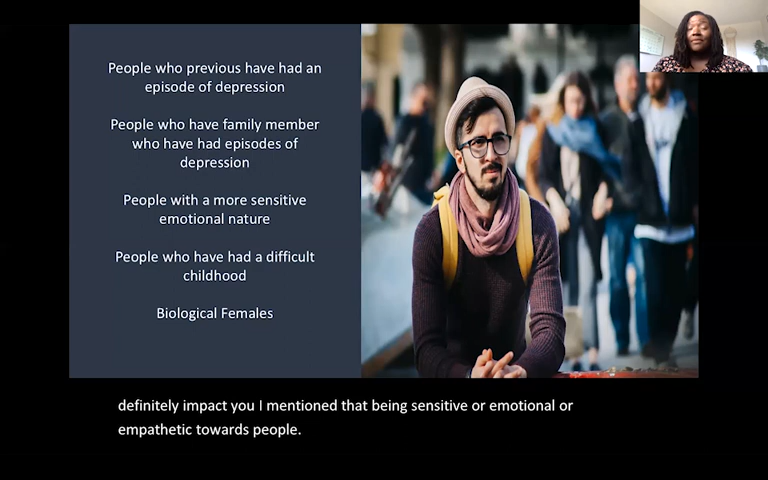 People who previous have had an
episode of depression
People who have family member
who have had episodes of
depression
People with a more sensitive
emotional nature
People who have had a difficult
childhood
Biological Females
definitely impact you I mentioned that being sensitive or emotional or
empathetic towards people.